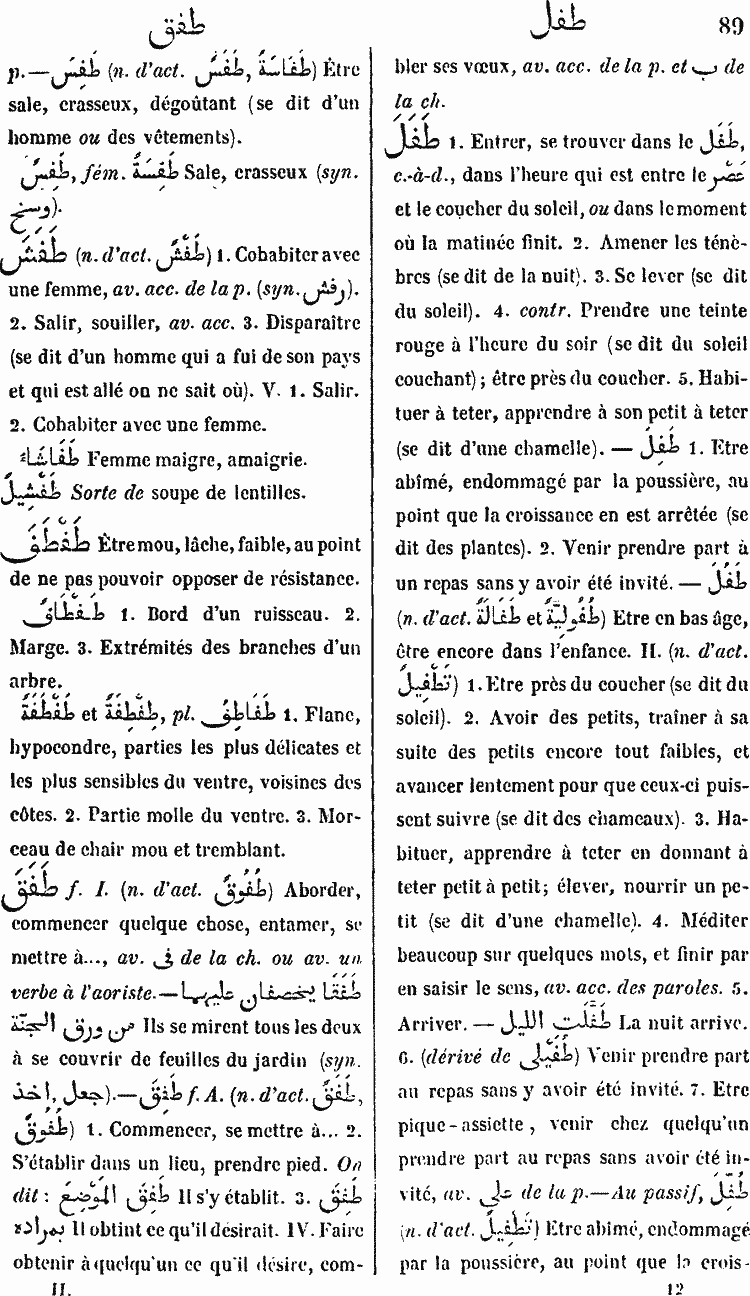 طفق
طفل
89
p.—طَفِسَ (n. d'act. طَفَسٌ, طَفَاسَةٌ) Être
sale, crasseux, dégoûtant (se dit d'un
homme ou des vêtements).
طَفِسٌ, fém. طَفِسَةٌ Sale, crasseux (syn.
وسخ).
طَفَشَ (n. d'act. طَفْشٌ) 1. Cohabiter avec
une femme, av. acc. de la p. (syn. رفش).
2. Salir, souiller, av. acc. 3. Disparaître
(se dit d'un homme qui a fui de son pays
et qui est allé on ne sait où). V. 1. Salir.
2. Cohabiter avec une femme.
طَفَاشَاء Femme maigre, amaigrie.
طَفَشِيلٌ Sorte de soupe de lentilles.
طَفْطَفَ Être mou, lâche, faible, au point
de ne pas pouvoir opposer de résistance.
طَفْطَافٌ 1. Bord d'un ruisseau. 2.
Marge. 3. Extrémités des branches d'un
arbre.
طَفْطَفَةٌ et طِفْطِفَةٌ, pl. طَفَاطِفُ 1. Flanc,
hypocondre, parties les plus délicates et
les plus sensibles du ventre, voisines des
côtes. 2. Partie molle du ventre. 3. Mor-
ceau de chair mou et tremblant.
طَفَقَ f. I. (n. d'act. طُفُوقٌ) Aborder,
commencer quelque chose, entamer, se
mettre à..., av. فى de la ch. ou av. un
verbe à l'aoriste.—طَفِقَا يخصفان عليهما
من ورق الجنّة Ils se mirent tous les deux
à se couvrir de feuilles du jardin (syn.
جعل, اخذ).—طَفِقَ f. A. (n. d'act. طَفَقٌ,
طُفُوقٌ) 1. Commencer, se mettre à... 2.
S'établir dans un lieu, prendre pied. On
dit : طَفِقَ المَوْضِعَ Il s'y établit. 3. طَفِقَ
بمراده Il obtint ce qu'il désirait. IV. Faire
obtenir à quelqu'un ce qu'il désire, com-
II.
bler ses vœux, av. acc. de la p. et ب de
la ch.
طَفَلَ 1. Entrer, se trouver dans le طَفَل,
c.-à-d., dans l'heure qui est entre le عَصْر
et le coucher du soleil, ou dans le moment
où la matinée finit. 2. Amener les ténè-
bres (se dit de la nuit). 3. Se lever (se dit
du soleil). 4. contr. Prendre une teinte
rouge à l'heure du soir (se dit du soleil
couchant) ; être près du coucher. 5. Habi-
tuer à teter, apprendre à son petit à teter
(se dit d'une chamelle). — طَفِلَ 1. Etre
abîmé, endommagé par la poussière, au
point que la croissance en est arrêtée (se
dit des plantes). 2. Venir prendre part à
un repas sans y avoir été invité. — طَفُلَ
(n. d'act. طَفَالَةٌ et طُفُولِيَّةٌ) Etre en bas âge,
être encore dans l'enfance. II. (n. d'act.
تَطْفِيلٌ) 1. Etre près du coucher (se dit du
soleil). 2. Avoir des petits, traîner à sa
suite des petits encore tout faibles, et
avancer lentement pour que ceux-ci puis-
sent suivre (se dit des chameaux). 3. Ha-
bituer, apprendre à teter en donnant à
teter petit à petit; élever, nourrir un pe-
tit (se dit d'une chamelle). 4. Méditer
beaucoup sur quelques mots, et finir par
en saisir le sens, av. acc. des paroles. 5.
Arriver. — طَفَّلَت الليل La nuit arrive.
6. (dérivé de طُفَيْلِى) Venir prendre part
au repas sans y avoir été invité. 7. Etre
pique-assiette, venir chez quelqu'un
prendre part au repas sans avoir été in-
vité, av. على de la p.—Au passif, طُفِّلَ
(n. d'act. تَطْفِيلٌ) Etre abîmé, endommagé
par la poussière, au point que la crois-
12